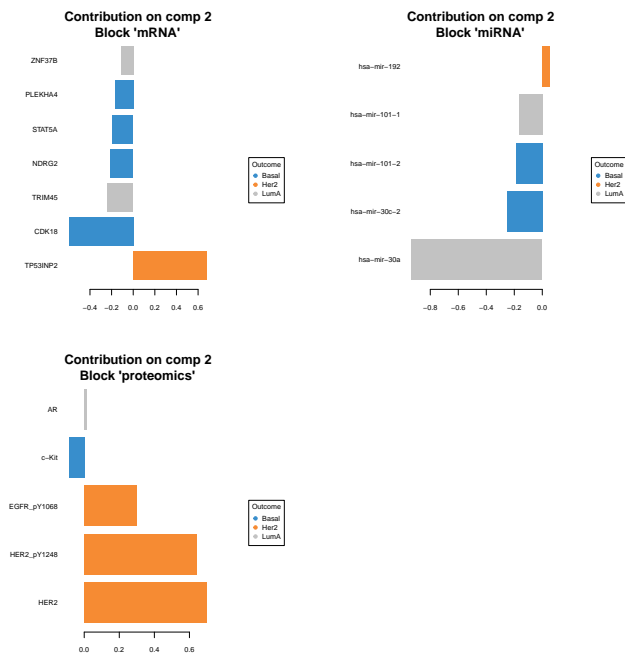 Contribution on comp 2
Block 'mRNA'
ZNF37B
PLEKHA4
STAT5A
NDRG2
TRIM45
CDK18
TP53INP2
−0.4 −0.2 0.0 0.2 0.4 0.6
Outcome
Basal
Her2
LumA
Contribution on comp 2
Block 'miRNA'
hsa−mir−192
hsa−mir−101−1
hsa−mir−101−2
hsa−mir−30c−2
hsa−mir−30a
−0.8 −0.6 −0.4 −0.2 0.0
Outcome
Basal
Her2
LumA
Contribution on comp 2
Block 'proteomics'
AR
c−Kit
EGFR_pY1068
HER2_pY1248
HER2
0.0 0.2 0.4 0.6
Outcome
Basal
Her2
LumA